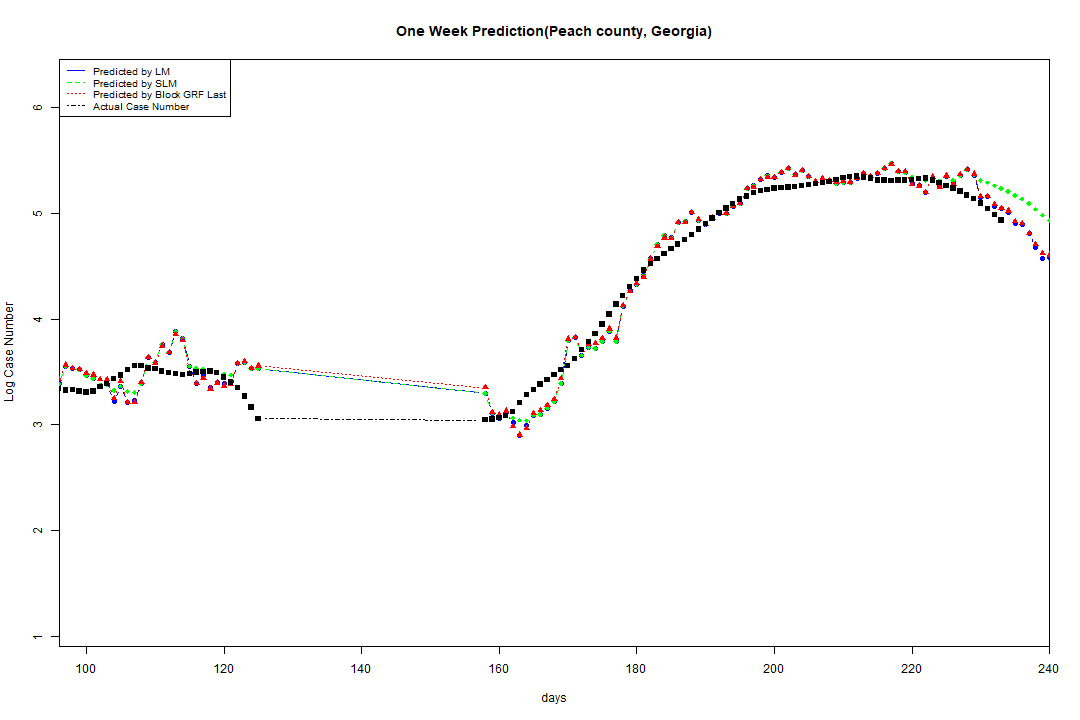 One Week Prediction(Peach county, Georgia)
Predicted by LM
Predicted by SLM
Predicted by Block GRF Last
Actual Case Number
6
5
4
3
2
1
Log Case Number
100 120 140 160 180 200 220 240
days